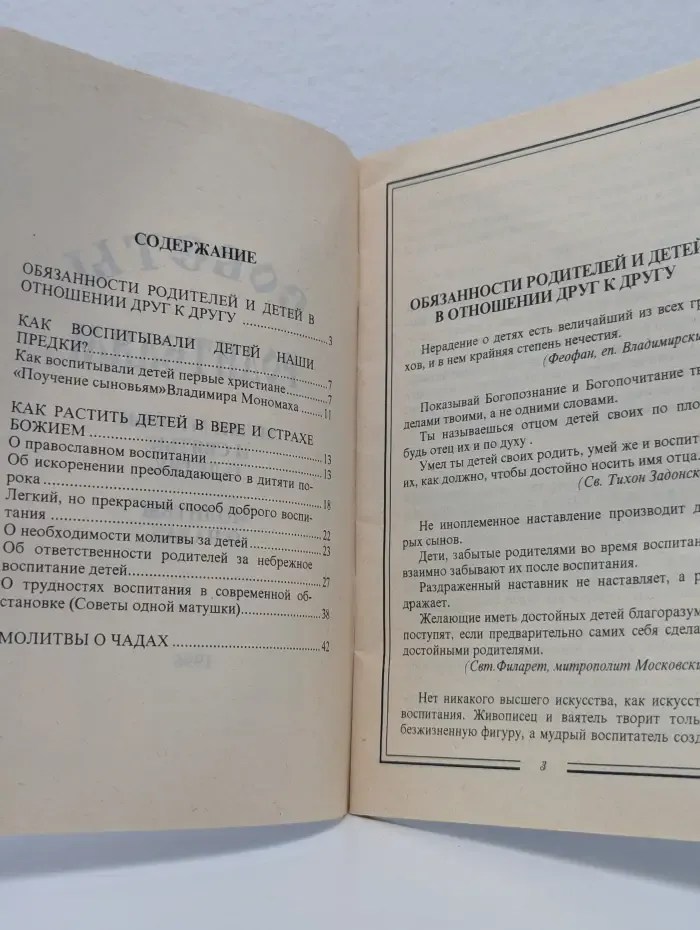 СОДЕРЖАНИЕ
ОБЯЗАННОСТИ РОДИТЕЛЕЙ И ДЕТЕЙ В
ОТНОШЕНИИ ДРУГ К ДРУГУ ................3
КАК ВОСПИТЫВАЛИ ДЕТЕЙ НАШИ
ПРЕДКИ?................7
Как воспитывали детей первые христиане.........7
«Поучение сыновьям»Владимира Мономаха......11
КАК РАСТИТЬ ДЕТЕЙ В ВЕРЕ И СТРАХЕ
БОЖИЕМ ................13
О православном воспитании ................13
Об искоренении преобладающего в дитяти по-
рока ................18
Легкий, но прекрасный способ доброго воспи-
тания ................22
О необходимости молитвы за детей................23
Об ответственности родителей за небрежное
воспитание детей................27
О трудностях воспитания в современной об-
становке (Советы одной матушки)................38
МОЛИТВЫ О ЧАДАХ ................42
ОБЯЗАННОСТИ РОДИТЕЛЕЙ И ДЕТЕЙ
В ОТНОШЕНИИ ДРУГ К ДРУГУ
Нерадение о детях есть величайший из всех гр
хов, и в нем крайняя степень нечестия.
(Феофан, еп. Владимирски
Показывай Богопознание и Богопочитание тв
делами твоими, а не одними словами.
Ты называешься отцом детей своих по пло
будь отец их и по духу .
Умел ты детей своих родить, умей же и воспит
их, как должно, чтобы достойно носить имя отца.
(Св. Тихон Задонск
Не иноплеменное наставление производит д
рых сынов.
Дети, забытые родителями во время воспитан
взаимно забывают их после воспитания.
Раздраженный наставник не наставляет, а р
дражает.
Желающие иметь достойных детей благоразум
поступят, если предварительно самих себя сдела
достойными родителями.
(Свт.Филарет, митрополит Московски
Нет никакого высшего искусства, как искусст
воспитания. Живописец и ваятель творит толь
безжизненную фигуру, а мудрый воспитатель созд
3